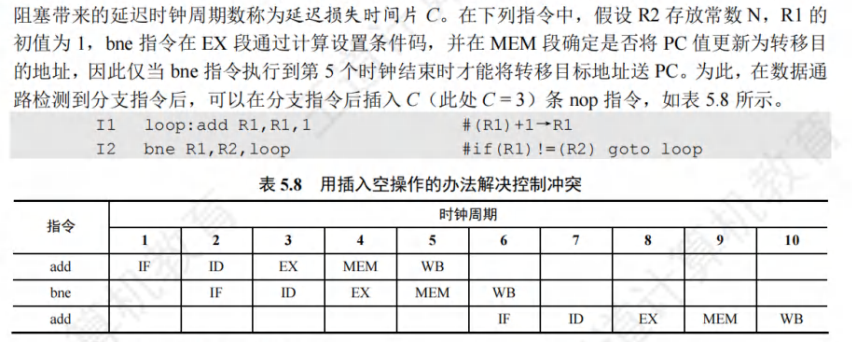 阻塞带来的延迟时钟周期数称为延迟损失时间片 C。在下列指令中，假设 R2 存放常数 N，R1 的
初值为 1，bne 指令在 EX 段通过计算设置条件码，并在 MEM 段确定是否将 PC 值更新为转移目
的地址，因此仅当 bne 指令执行到第 5 个时钟结束时才能将转移目标地址送 PC。为此，在数据通
路检测到分支指令后，可以在分支指令后插入 C（此处 C = 3）条 nop 指令，如表 5.8 所示。
I1 loop:add R1,R1,1 #(R1)+1→R1
I2 bne R1,R2,loop #if(R1)!=(R2) goto loop
表 5.8 用插入空操作的办法解决控制冲突
指令 时钟周期
1 2 3 4 5 6 7 8 9 10
add IF ID EX MEM WB
bne IF ID EX MEM WB
add IF ID EX MEM WB